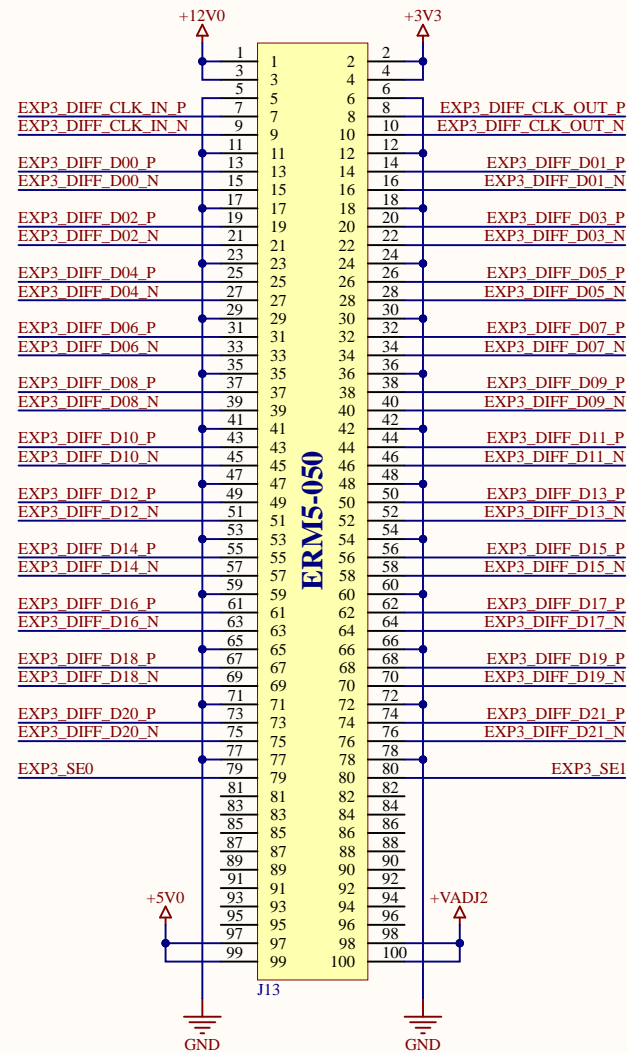 +12V0 +3V3
1 1 2 2
3 3 4 4
5 5 6 6
EXP3_DIFF_CLK_IN_P 7 7 8 8 EXP3_DIFF_CLK_OUT_P
EXP3_DIFF_CLK_IN_N 9 9 10 10 EXP3_DIFF_CLK_OUT_N
11 11 12 12
EXP3_DIFF_D00_P 13 13 14 14 EXP3_DIFF_D01_P
EXP3_DIFF_D00_N 15 15 16 16 EXP3_DIFF_D01_N
17 17 18 18
EXP3_DIFF_D02_P 19 19 20 20 EXP3_DIFF_D03_P
EXP3_DIFF_D02_N 21 21 22 22 EXP3_DIFF_D03_N
23 23 24 24
EXP3_DIFF_D04_P 25 25 26 26 EXP3_DIFF_D05_P
EXP3_DIFF_D04_N 27 27 28 28 EXP3_DIFF_D05_N
29 29 30 30
EXP3_DIFF_D06_P 31 31 32 32 EXP3_DIFF_D07_P
EXP3_DIFF_D06_N 33 33 34 34 EXP3_DIFF_D07_N
35 35 36 36
EXP3_DIFF_D08_P 37 37 38 38 EXP3_DIFF_D09_P
EXP3_DIFF_D08_N 39 39 40 40 EXP3_DIFF_D09_N
41 41 42 42
EXP3_DIFF_D10_P 43 43 44 44 EXP3_DIFF_D11_P
EXP3_DIFF_D10_N 45 45 46 46 EXP3_DIFF_D11_N
47 47 48 48
EXP3_DIFF_D12_P 49 49 50 50 EXP3_DIFF_D13_P
EXP3_DIFF_D12_N 51 51 52 52 EXP3_DIFF_D13_N
53 53 54 54
EXP3_DIFF_D14_P 55 55 56 56 EXP3_DIFF_D15_P
EXP3_DIFF_D14_N 57 57 58 58 EXP3_DIFF_D15_N
59 59 60 60
EXP3_DIFF_D16_P 61 61 62 62 EXP3_DIFF_D17_P
EXP3_DIFF_D16_N 63 63 64 64 EXP3_DIFF_D17_N
65 65 66 66
EXP3_DIFF_D18_P 67 67 68 68 EXP3_DIFF_D19_P
EXP3_DIFF_D18_N 69 69 70 70 EXP3_DIFF_D19_N
71 71 72 72
EXP3_DIFF_D20_P 73 73 74 74 EXP3_DIFF_D21_P
EXP3_DIFF_D20_N 75 75 76 76 EXP3_DIFF_D21_N
77 77 78 78
EXP3_SE0 79 79 80 80 EXP3_SE1
81 81 82 82
83 83 84 84
85 85 86 86
87 87 88 88
89 89 90 90
91 91 92 92
+5V0 93 93 94 94 +VADJ2
95 95 96 96
97 97 98 98
99 99 100 100
ERM5-050
J13
GND GND